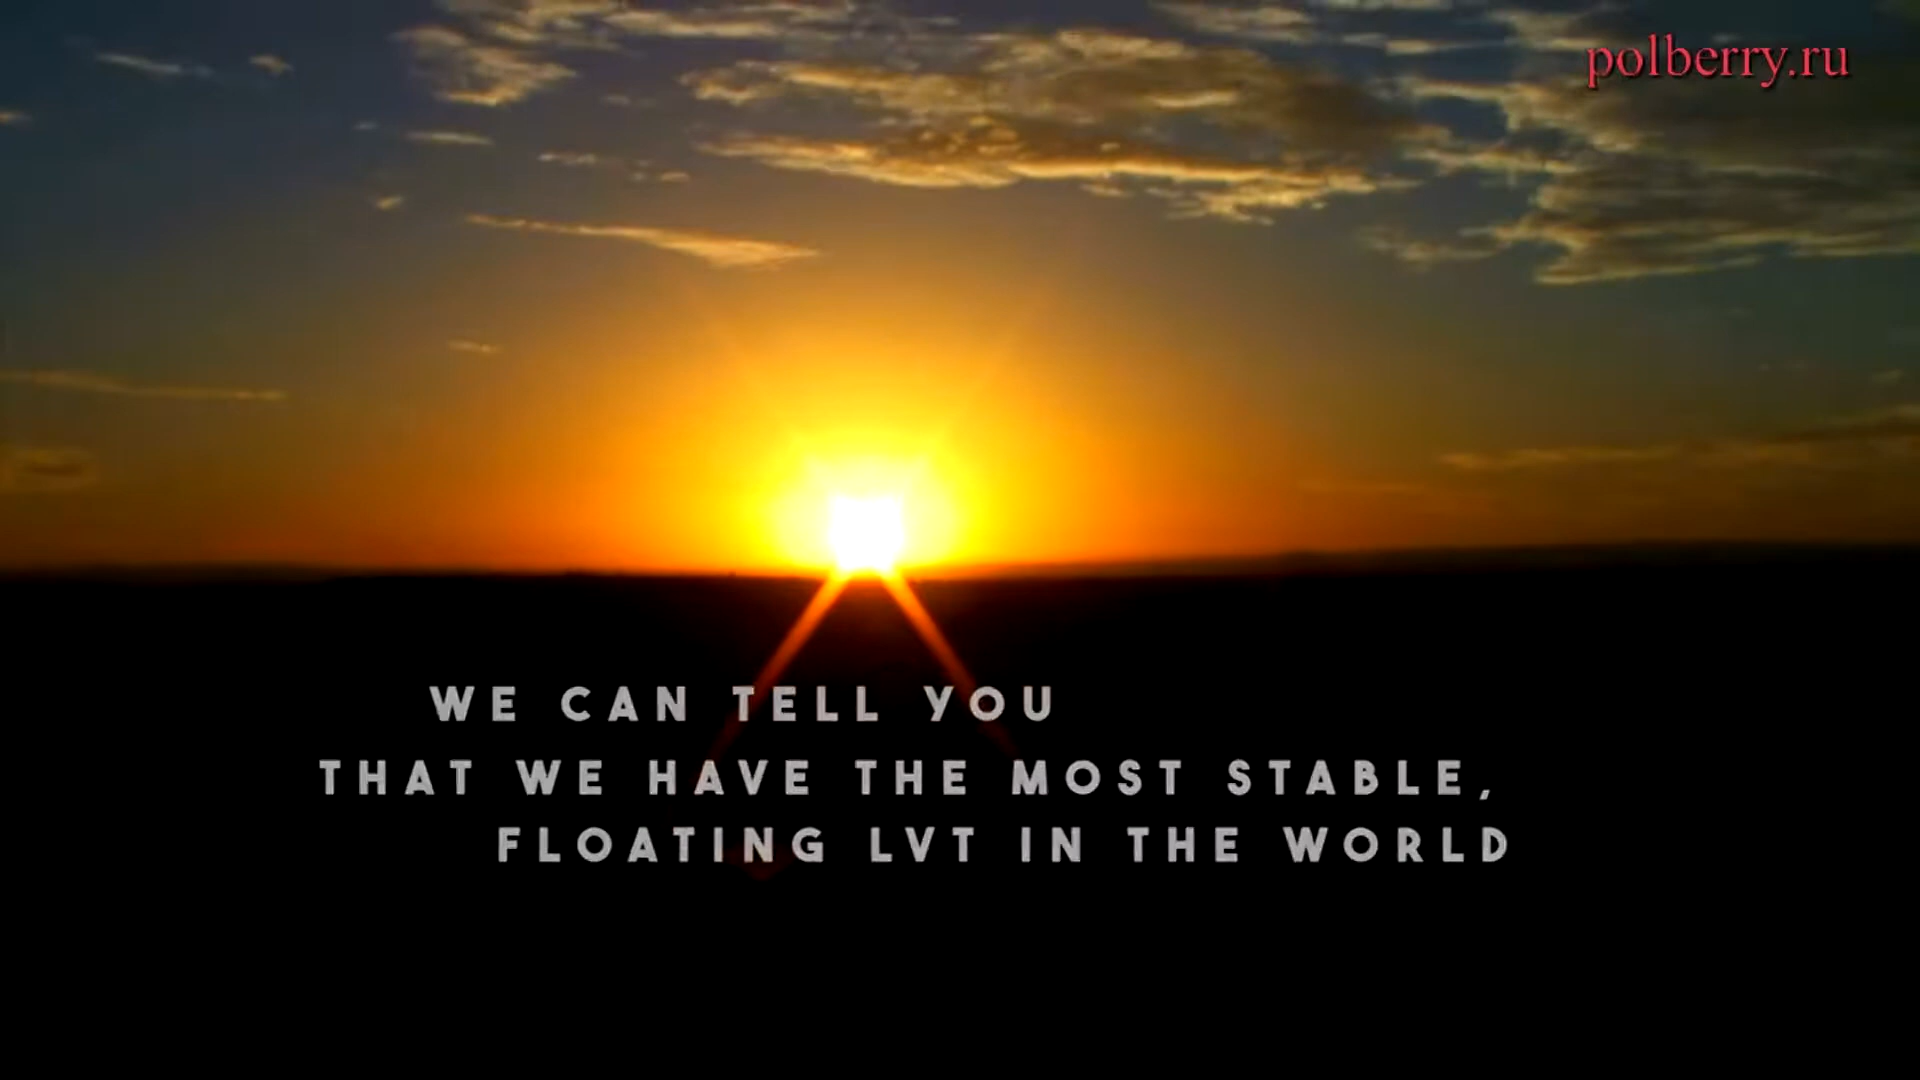 polberry.ru
WE CAN TELL YOU
THAT WE HAVE THE MOST STABLE,
FLOATING LVT IN THE WORLD